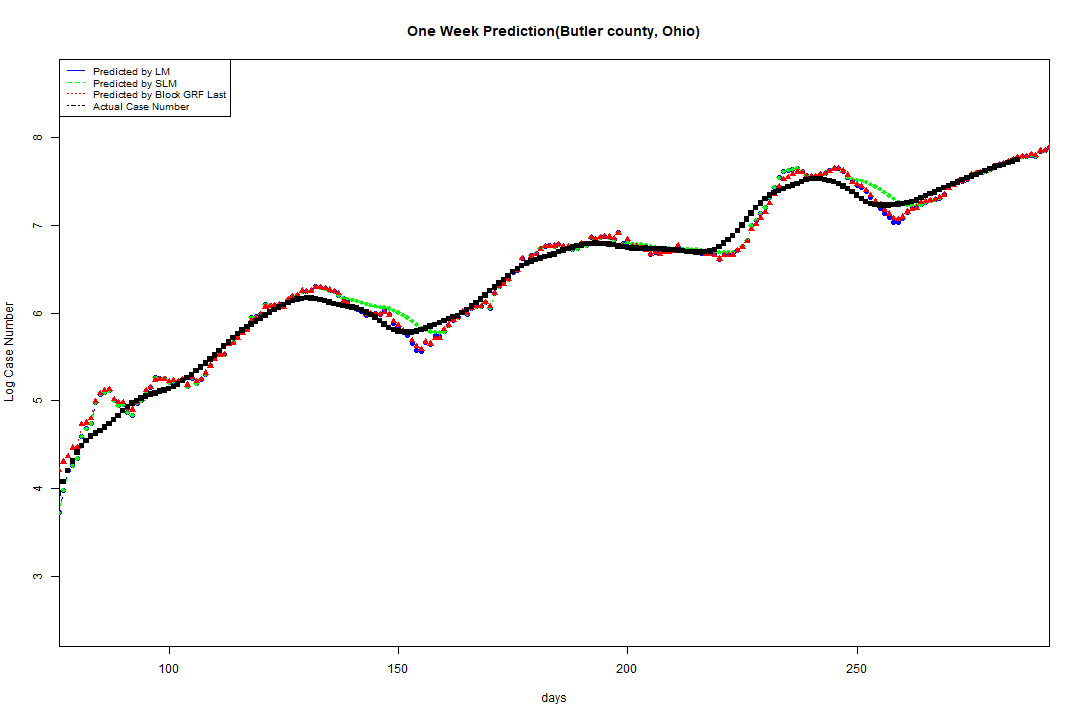 One Week Prediction(Butler county, Ohio)
Predicted by LM
Predicted by SLM
Predicted by Block GRF Last
Actual Case Number
Log Case Number
8
7
6
5
4
3
100 150 200 250
days